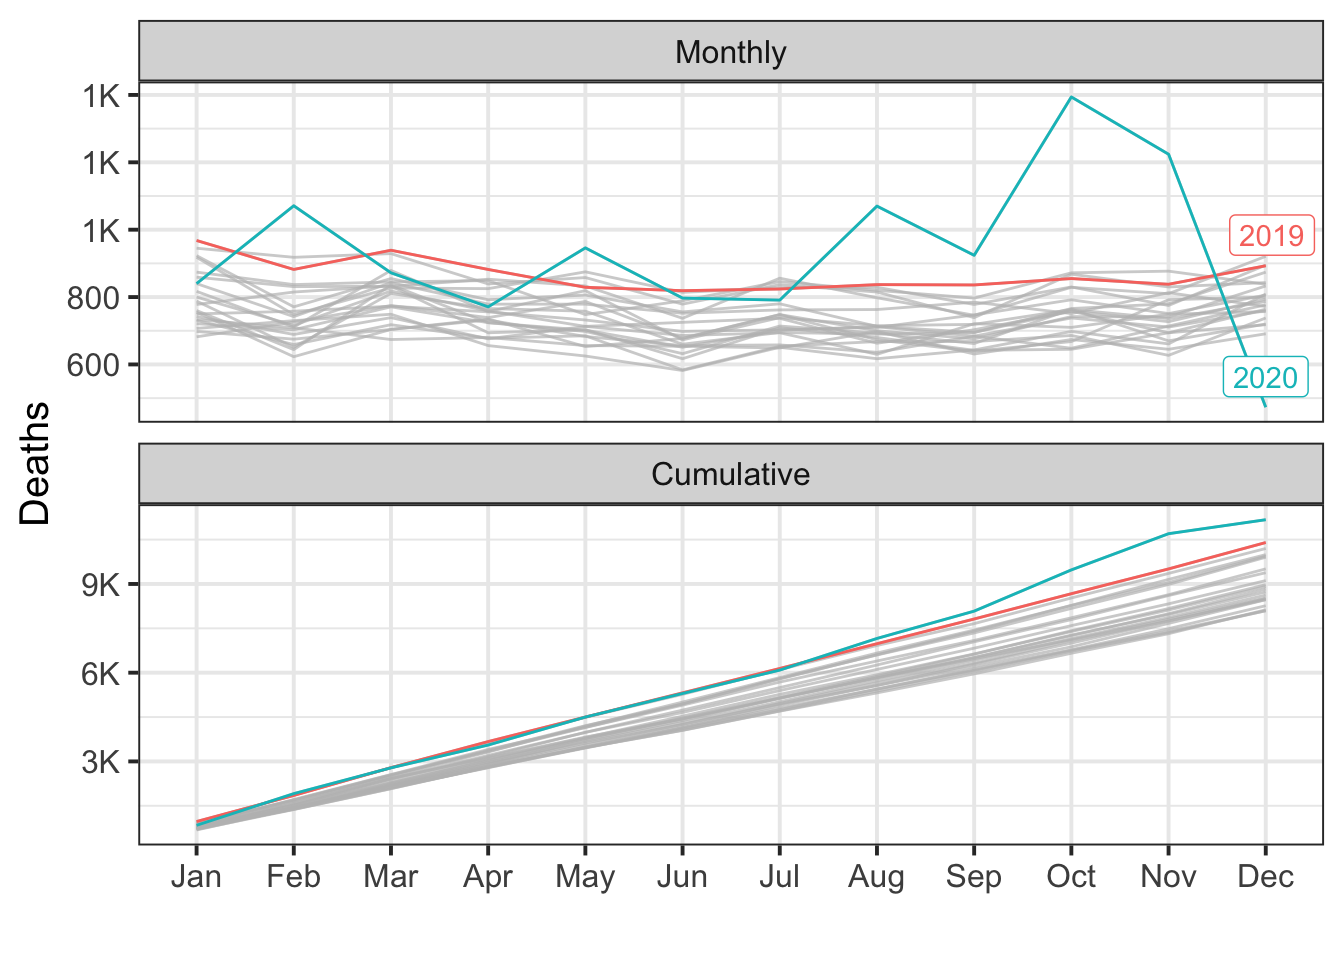 Monthly
1K
1K
1K
800
600
2019
2020
Deaths
Cumulative
9K
6K
3K
Jan Feb Mar Apr May Jun Jul Aug Sep Oct Nov Dec